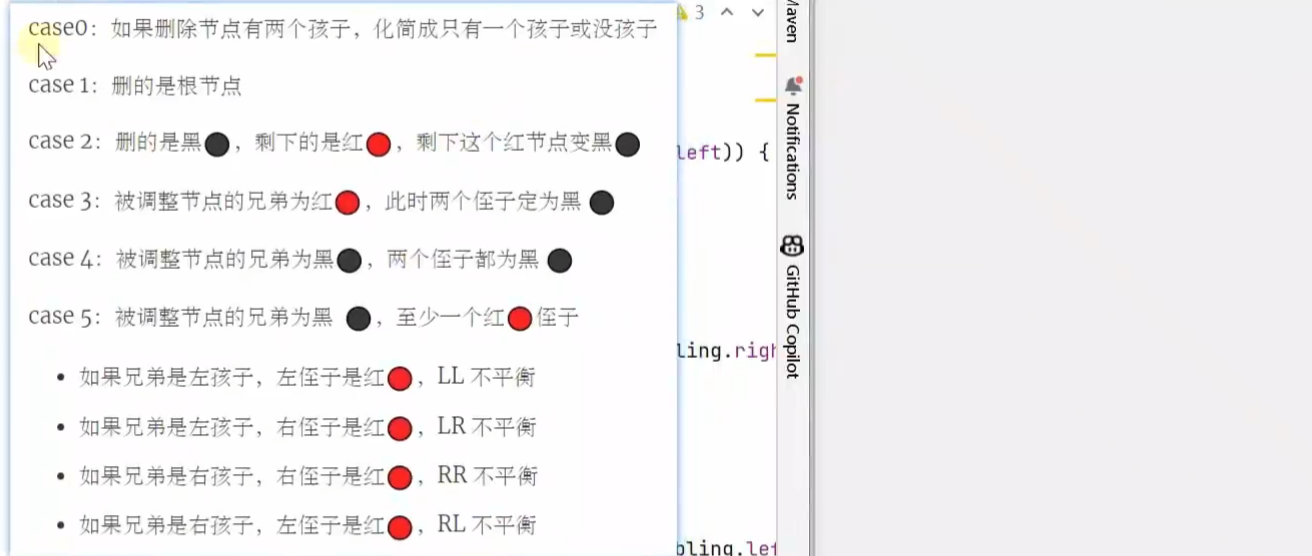 case0：如果删除节点有两个孩子，化简成只有一个孩子或没孩子
case 1：删的是根节点
case 2：删的是黑，剩下的是红，剩下这个红节点变黑
case 3：被调整节点的兄弟为红，此时两个侄子定为黑
case 4：被调整节点的兄弟为黑，两个侄子都为黑
case 5：被调整节点的兄弟为黑，至少一个红侄子
• 如果兄弟是左孩子，左侄子是红，LL 不平衡
• 如果兄弟是左孩子，右侄子是红，LR 不平衡
• 如果兄弟是右孩子，右侄子是红，RR 不平衡
• 如果兄弟是右孩子，左侄子是红，RL 不平衡
3
left)) {
ling.righ
bling.lef
Maven
Notifications
GitHub Copilot